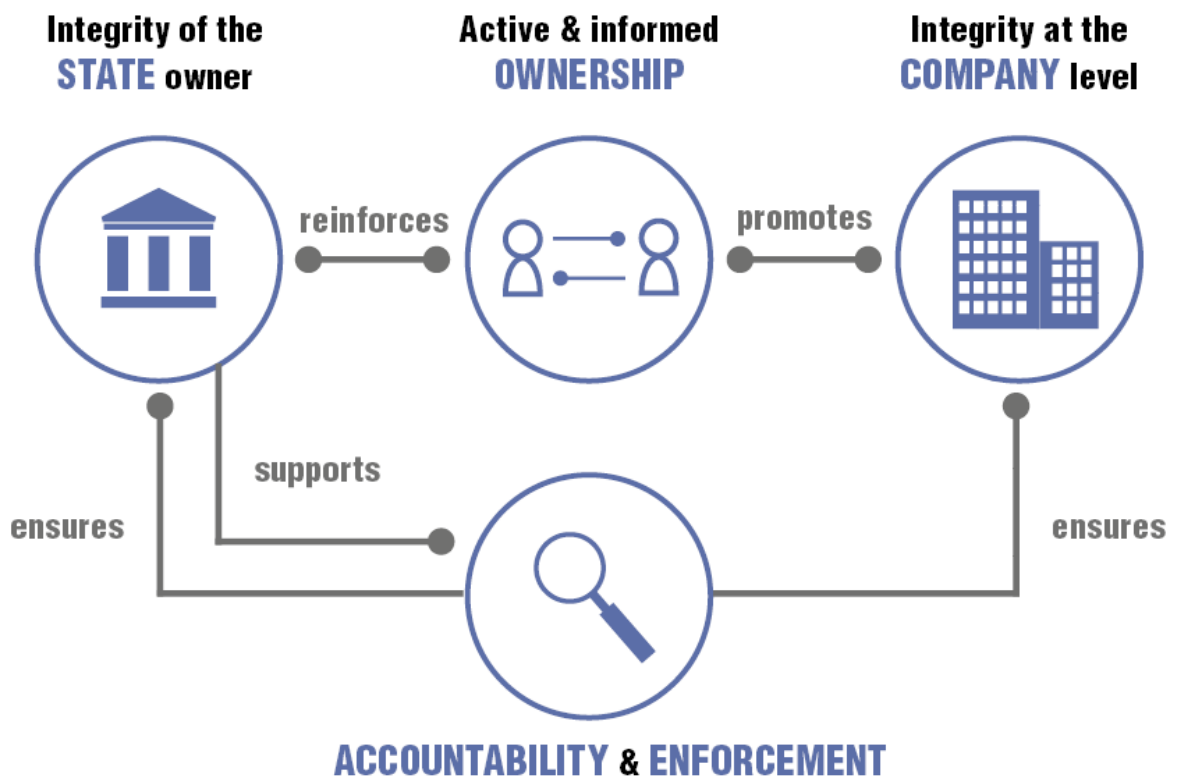 Integrity of the
STATE owner
Active & informed
OWNERSHIP
Integrity at the
COMPANY level
reinforces
promotes
supports
ensures
ensures
ACCOUNTABILITY & ENFORCEMENT